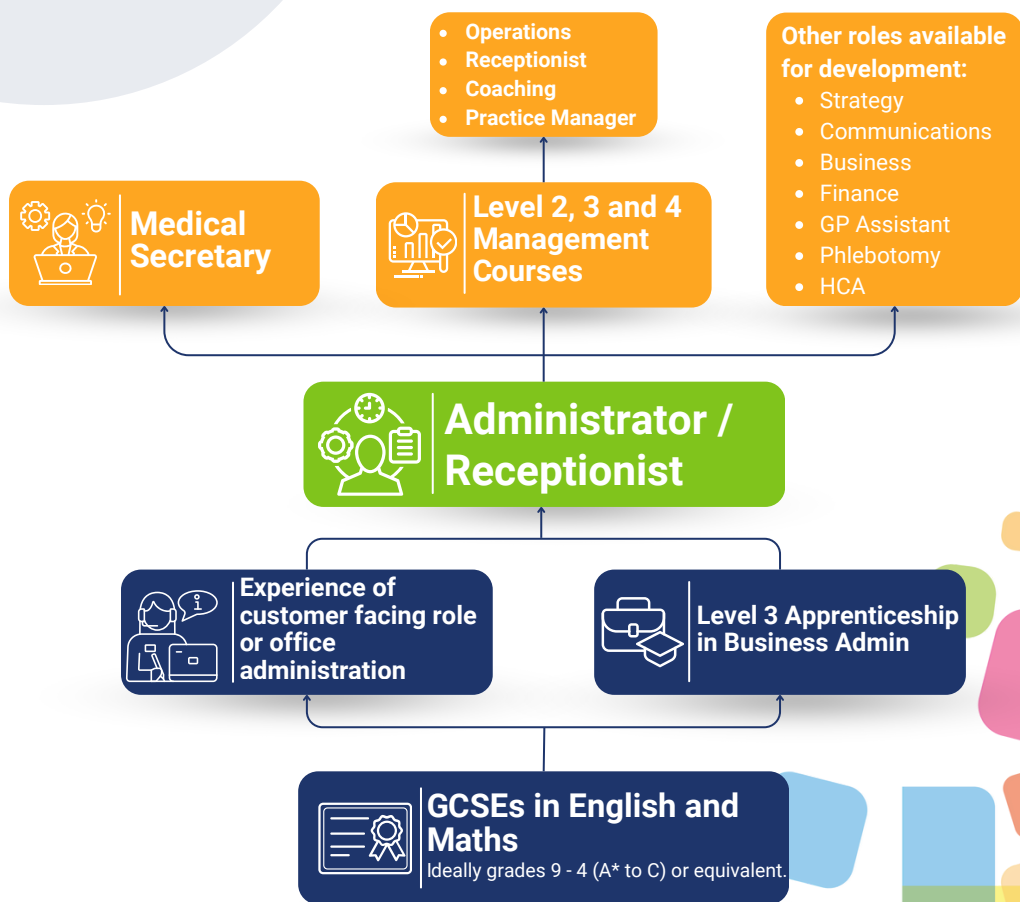 • Operations
• Receptionist
• Coaching
• Practice Manager
Other roles available
for development:
• Strategy
• Communications
• Business
• Finance
• GP Assistant
• Phlebotomy
• HCA
Medical
Secretary
Level 2, 3 and 4
Management
Courses
Administrator /
Receptionist
Experience of
customer facing role
or office
administration
i
Level 3 Apprenticeship
in Business Admin
GCSEs in English and
Maths
Ideally grades 9 - 4 (A* to C) or equivalent.